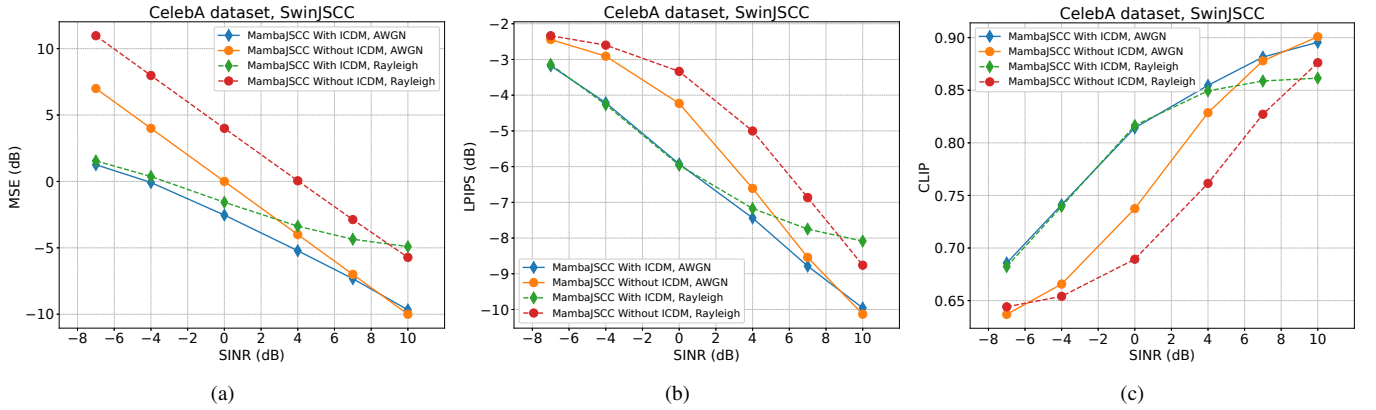 CelebA dataset, SwinJSCC
MambaJSCC With ICDM, AWGN
MambaJSCC Without ICDM, AWGN
MambaJSCC With ICDM, Rayleigh
MambaJSCC Without ICDM, Rayleigh
MSE (dB)
10
5
0
−5
−10
−8 −6 −4 −2 0 2 4 6 8 10
SINR (dB)
(a)
CelebA dataset, SwinJSCC
LPIPS (dB)
−2
−3
−4
−5
−6
−7
−8
−9
−10
MambaJSCC With ICDM, AWGN
MambaJSCC Without ICDM, AWGN
MambaJSCC With ICDM, Rayleigh
MambaJSCC Without ICDM, Rayleigh
−8 −6 −4 −2 0 2 4 6 8 10
SINR (dB)
(b)
CelebA dataset, SwinJSCC
MambaJSCC With ICDM, AWGN
MambaJSCC Without ICDM, AWGN
MambaJSCC With ICDM, Rayleigh
MambaJSCC Without ICDM, Rayleigh
CLIP
0.90
0.85
0.80
0.75
0.70
0.65
−8 −6 −4 −2 0 2 4 6 8 10
SINR (dB)
(c)